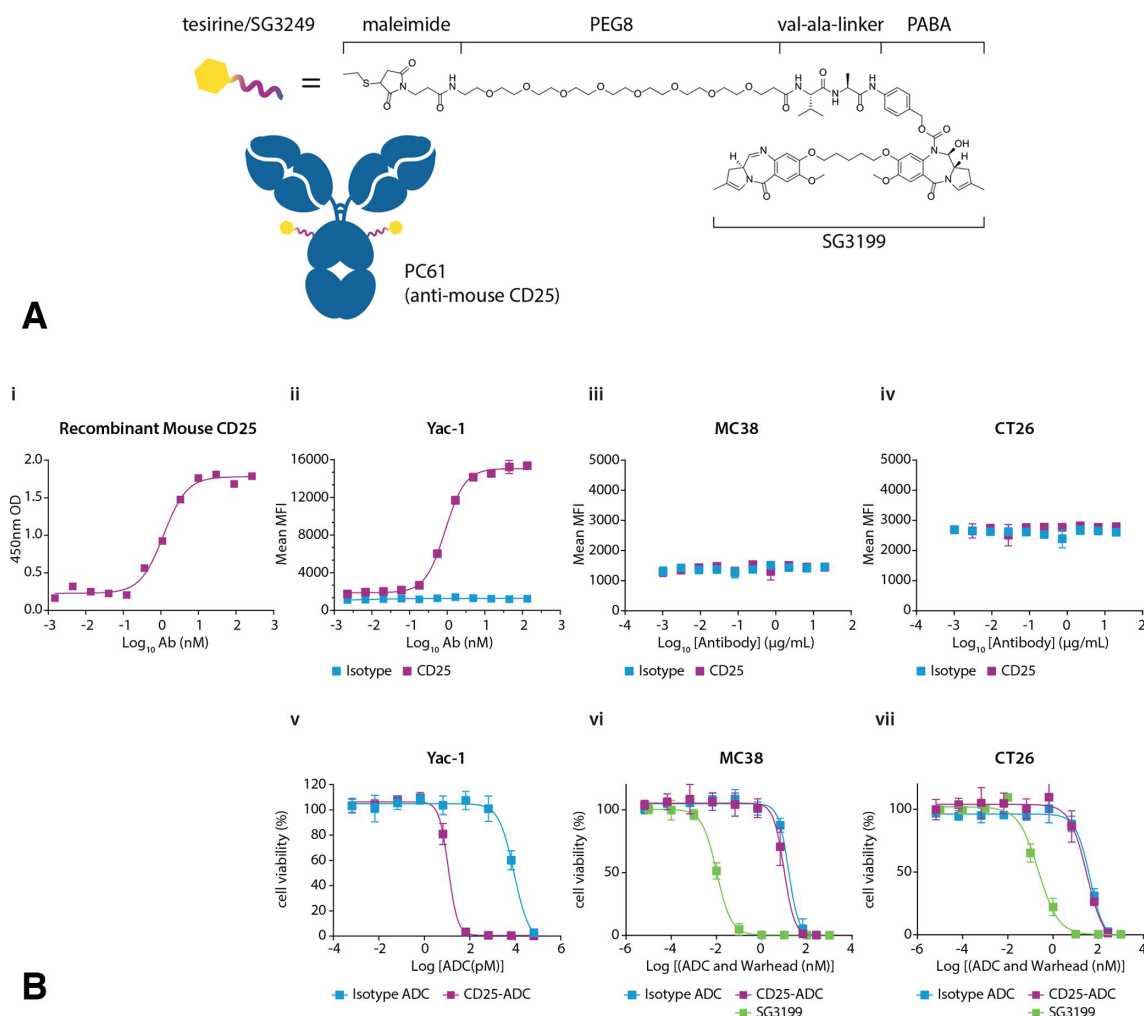 tesirine/SG3249 maleimide PEG8 val-ala-linker PABA
=
O
H
N
O
O
O
O
O
H
N
O
H
N
S
N
O
O
O
O
O
O
N
H
O
N
H
O
O
O
OH
H
N
O
O
N
H
N
O
O
O
N
O
O
SG3199
PC61
(anti-mouse CD25)
A
i ii iii iv
Recombinant Mouse CD25 Yac-1 MC38 CT26
2.0 16000 5000 5000
4000 4000
1.5 12000
3000 3000
1.0 8000
2000 2000
0.5 4000
1000 1000
0.0 0 0 0
450nm OD Mean MFI Mean MFI Mean MFI
-3 -2 -1 0 1 2 3 -3 -2 -1 0 1 2 3 -4 -3 -2 -1 0 1 2 -4 -3 -2 -1 0 1 2
Log10 Ab (nM) Log10 Ab (nM) Log10 [Antibody] (μg/mL) Log10 [Antibody] (μg/mL)
Isotype CD25 Isotype CD25 Isotype CD25
v vi vii
Yac-1 MC38 CT26
120
100 100 100
80
60 50 50
40
20
0 0 0
cell viability (%) cell viability (%) cell viability (%)
-4 -2 0 2 4 6 -6 -4 -2 0 2 4 -6 -4 -2 0 2 4
Log [ADC(pM)] Log [(ADC and Warhead (nM)] Log [(ADC and Warhead (nM)]
Isotype ADC CD25-ADC Isotype ADC CD25-ADC Isotype ADC CD25-ADC
SG3199 SG3199
B